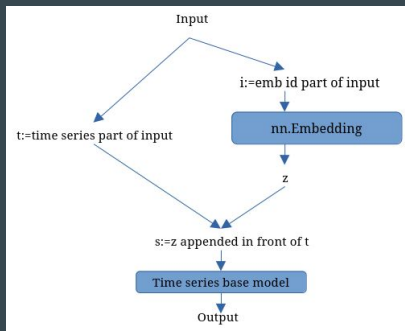 Input
i:=emb id part of input
t:=time series part of input
nn.Embedding
z
s:=z appended in front of t
Time series base model
Output